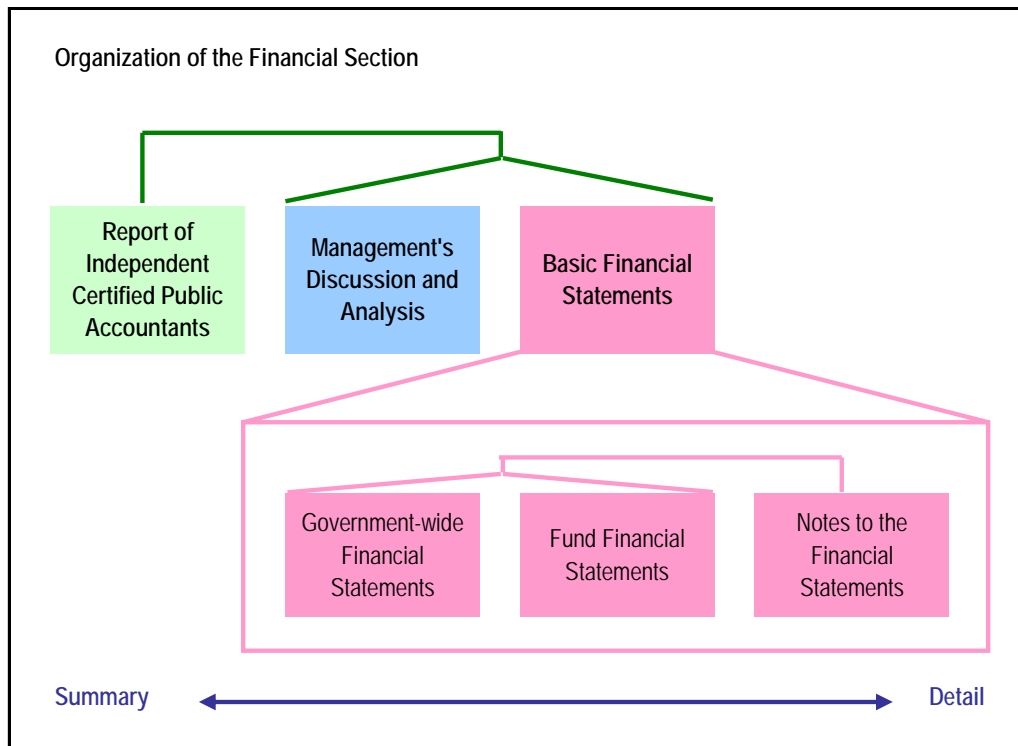 Organization of the Financial Section
Report of
Independent
Certified Public
Accountants
Management's
Discussion and
Analysis
Basic Financial
Statements
Government-wide
Financial
Statements
Fund Financial
Statements
Notes to the
Financial
Statements
Summary
Detail